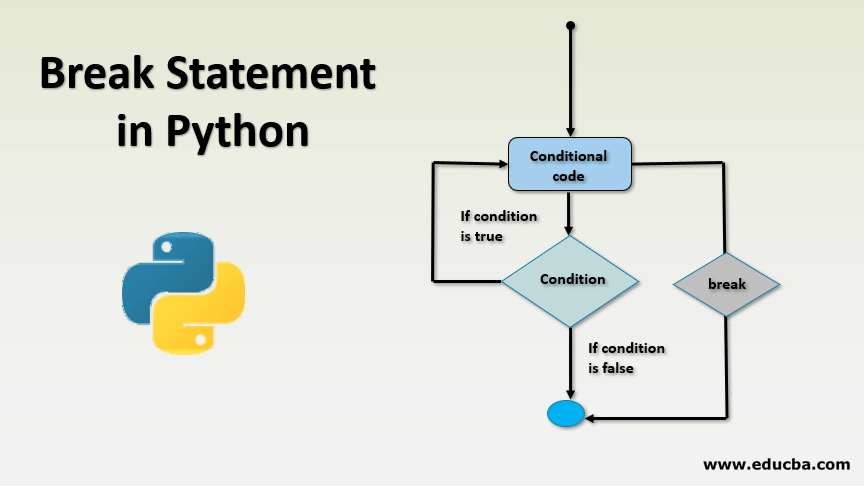 Break Statement
in Python
Conditional
code
If condition
is true
Condition
break
If condition
is false
www.educba.com